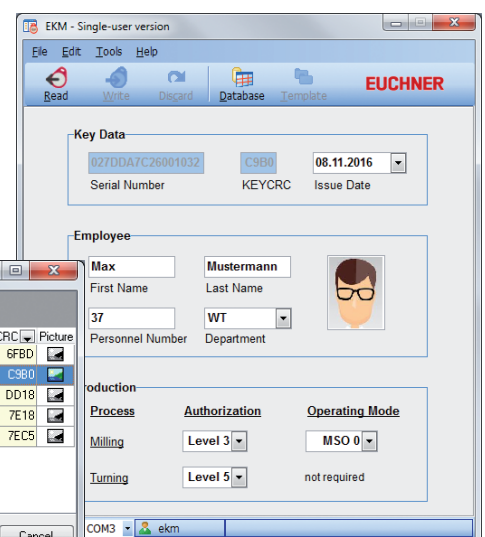 EKM - Single-user version
File Edit Tools Help
Read Write Discard Database Template EUCHNER
Key Data
027DDA7C26001032 C9B0 08.11.2016
Serial Number KEYCRC Issue Date
Employee
Max Mustermann
First Name Last Name
37 WT
Personnel Number Department
CRC Picture
6FBD
C9B0
DD18
7E18
7EC5
Cancel
roduction
Process Authorization Operating Mode
Milling Level 3 MSO 0
Turning Level 5 not required
COM3 ekm